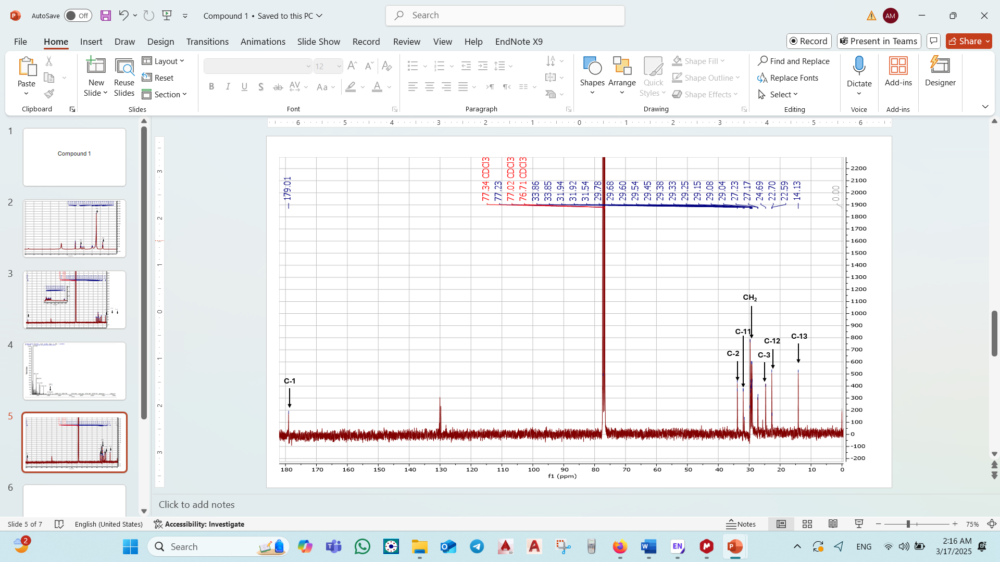 AutoSave
Off
Compound 1 • Saved to this PC
Search
AM
File
Home
Insert
Draw
Design
Transitions
Animations
Slide Show
Record
Review
View
Help
EndNote X9
Record
Present in Teams
Share
Paste
Clipboard
New Slide
Reuse Slides
Layout
Reset
Section
Slides
12
Font
Paragraph
Shapes
Arrange
Quick Styles
Shape Fill
Shape Outline
Shape Effects
Drawing
Find and Replace
Replace Fonts
Select
Editing
Dictate
Voice
Add-ins
Add-ins
Designer
1
Compound 1
2
3
4
5
6
6 5 4 3 2 1 0 1 2 3 4 5 6
3 2 1 0 1 2 3
179.01
77.34 CDCl3
77.23
77.02 CDCl3
76.71 CDCl3
33.86
33.85
31.94
31.92
31.54
29.78
29.68
29.60
29.54
29.45
29.38
29.33
29.25
29.15
29.08
29.04
27.23
27.17
24.69
22.70
22.59
14.13
0.00
2200
2100
2000
1900
1800
1700
1600
1500
1400
1300
1200
1100
1000
900
800
700
600
500
400
300
200
100
0
-100
-200
CH2
C-11
C-13
C-12
C-2
C-3
C-1
180 170 160 150 140 130 120 110 100 90 80 70 60 50 40 30 20 10 0
f1 (ppm)
Click to add notes
Slide 5 of 7
English (United States)
Accessibility: Investigate
Notes
75%
2
Search
EN
ENG
2:16 AM
3/17/2025